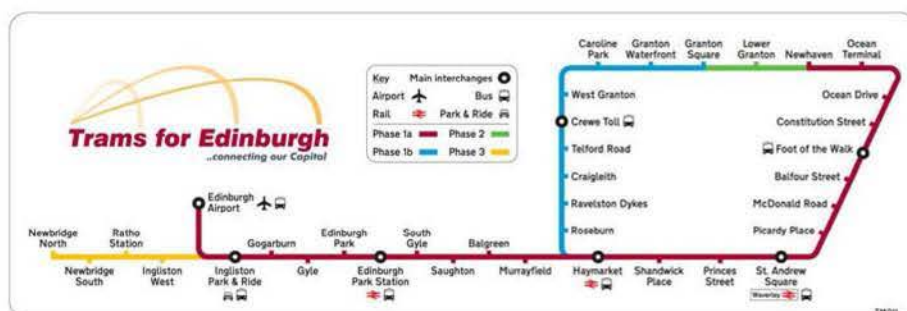 Trams for Edinburgh
..connecting our Capital
Key
Main interchanges
Airport
Bus
Rail
Park & Ride
Phase 1a
Phase 2
Phase 1b
Phase 3
Caroline
Park
Granton
Waterfront
Granton
Square
Lower
Granton
Newhaven
Ocean
Terminal
West Granton
Ocean Drive
Crewe Toll
Constitution Street
Telford Road
Foot of the Walk
Craigleith
Balfour Street
Ravelston Dykes
McDonald Road
Roseburn
Picardy Place
Edinburgh
Airport
Newbridge
North
Ratho
Station
Gogarburn
Edinburgh
Park
South
Gyle
Balgreen
Newbridge
South
Ingliston
West
Ingliston
Park & Ride
Gyle
Edinburgh
Park Station
Saughton
Murrayfield
Haymarket
Shandwick
Place
Princes
Street
St. Andrew
Square
Waverley